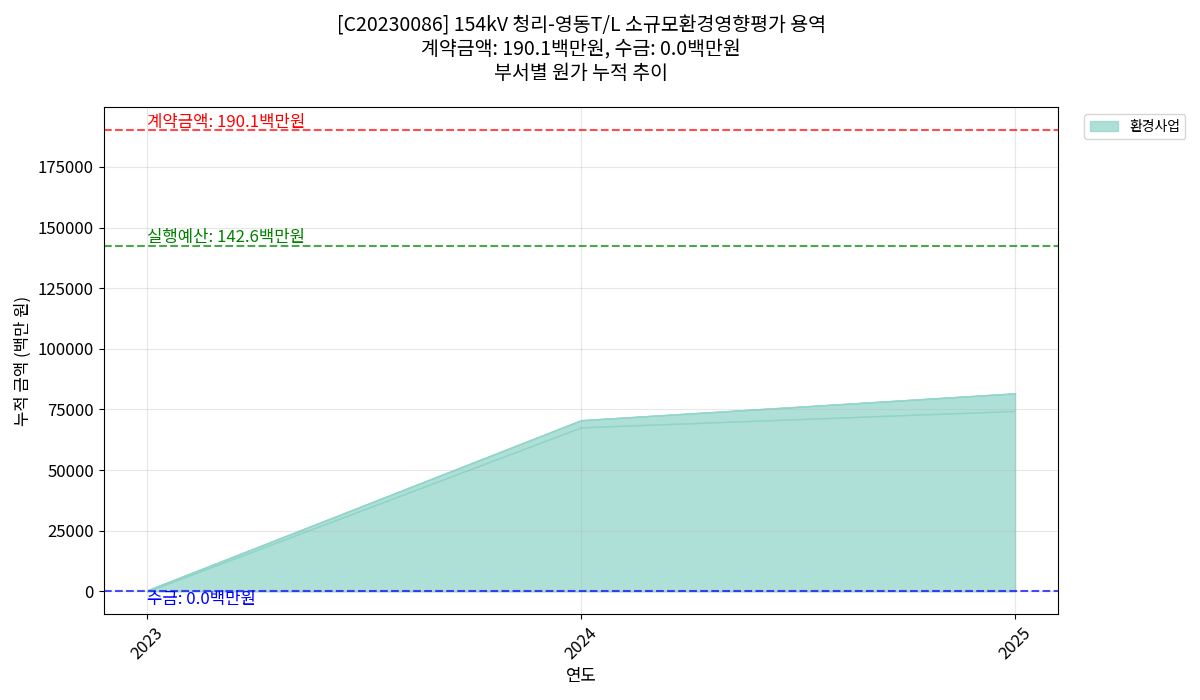 [C20230086] 154kV 청리-영동T/L 소규모환경영향평가 용역
계약금액: 190.1백만원, 수금: 0.0백만원
부서별 원가 누적 추이
계약금액: 190.1백만원
환경사업
175000
150000
실행예산: 142.6백만원
125000
100000
75000
50000
25000
0
수금: 0.0백만원
누적 금액 (백만 원)
2023
2024
2025
연도